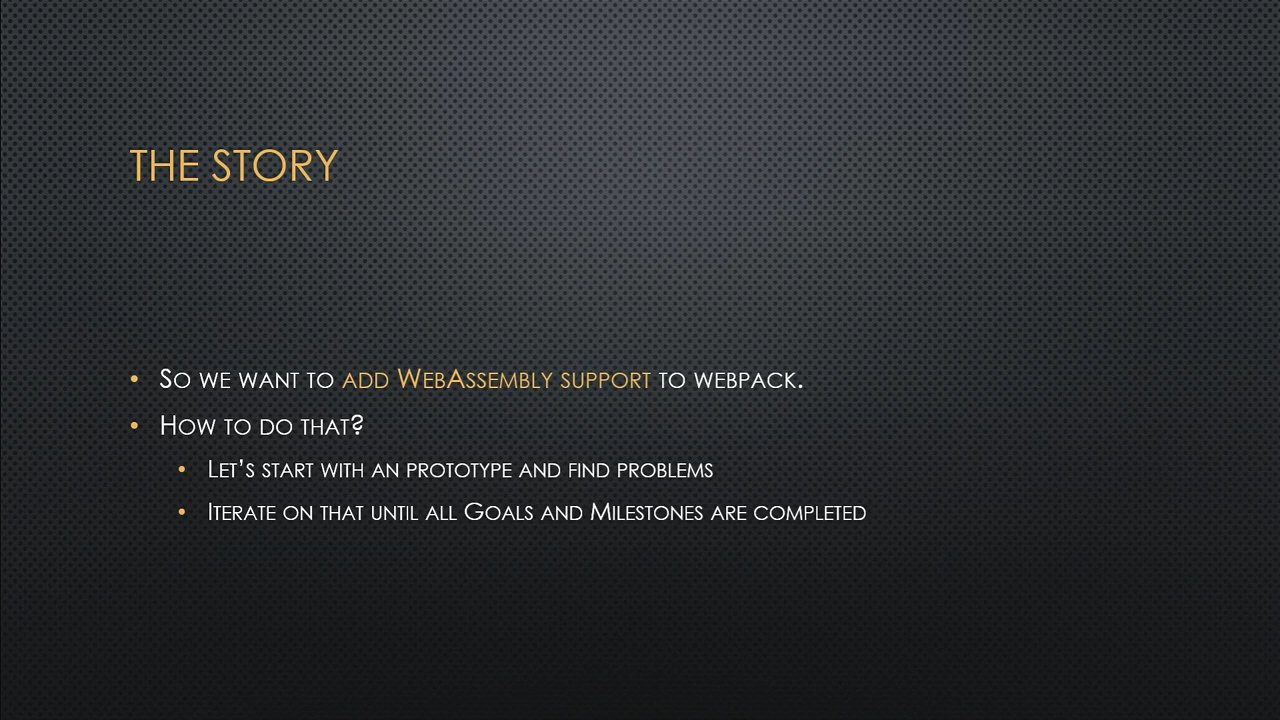 THE STORY
• So we want to add WebAssembly support to webpack.
• How to do that?
• Let's start with an prototype and find problems
• Iterate on that until all Goals and Milestones are completed